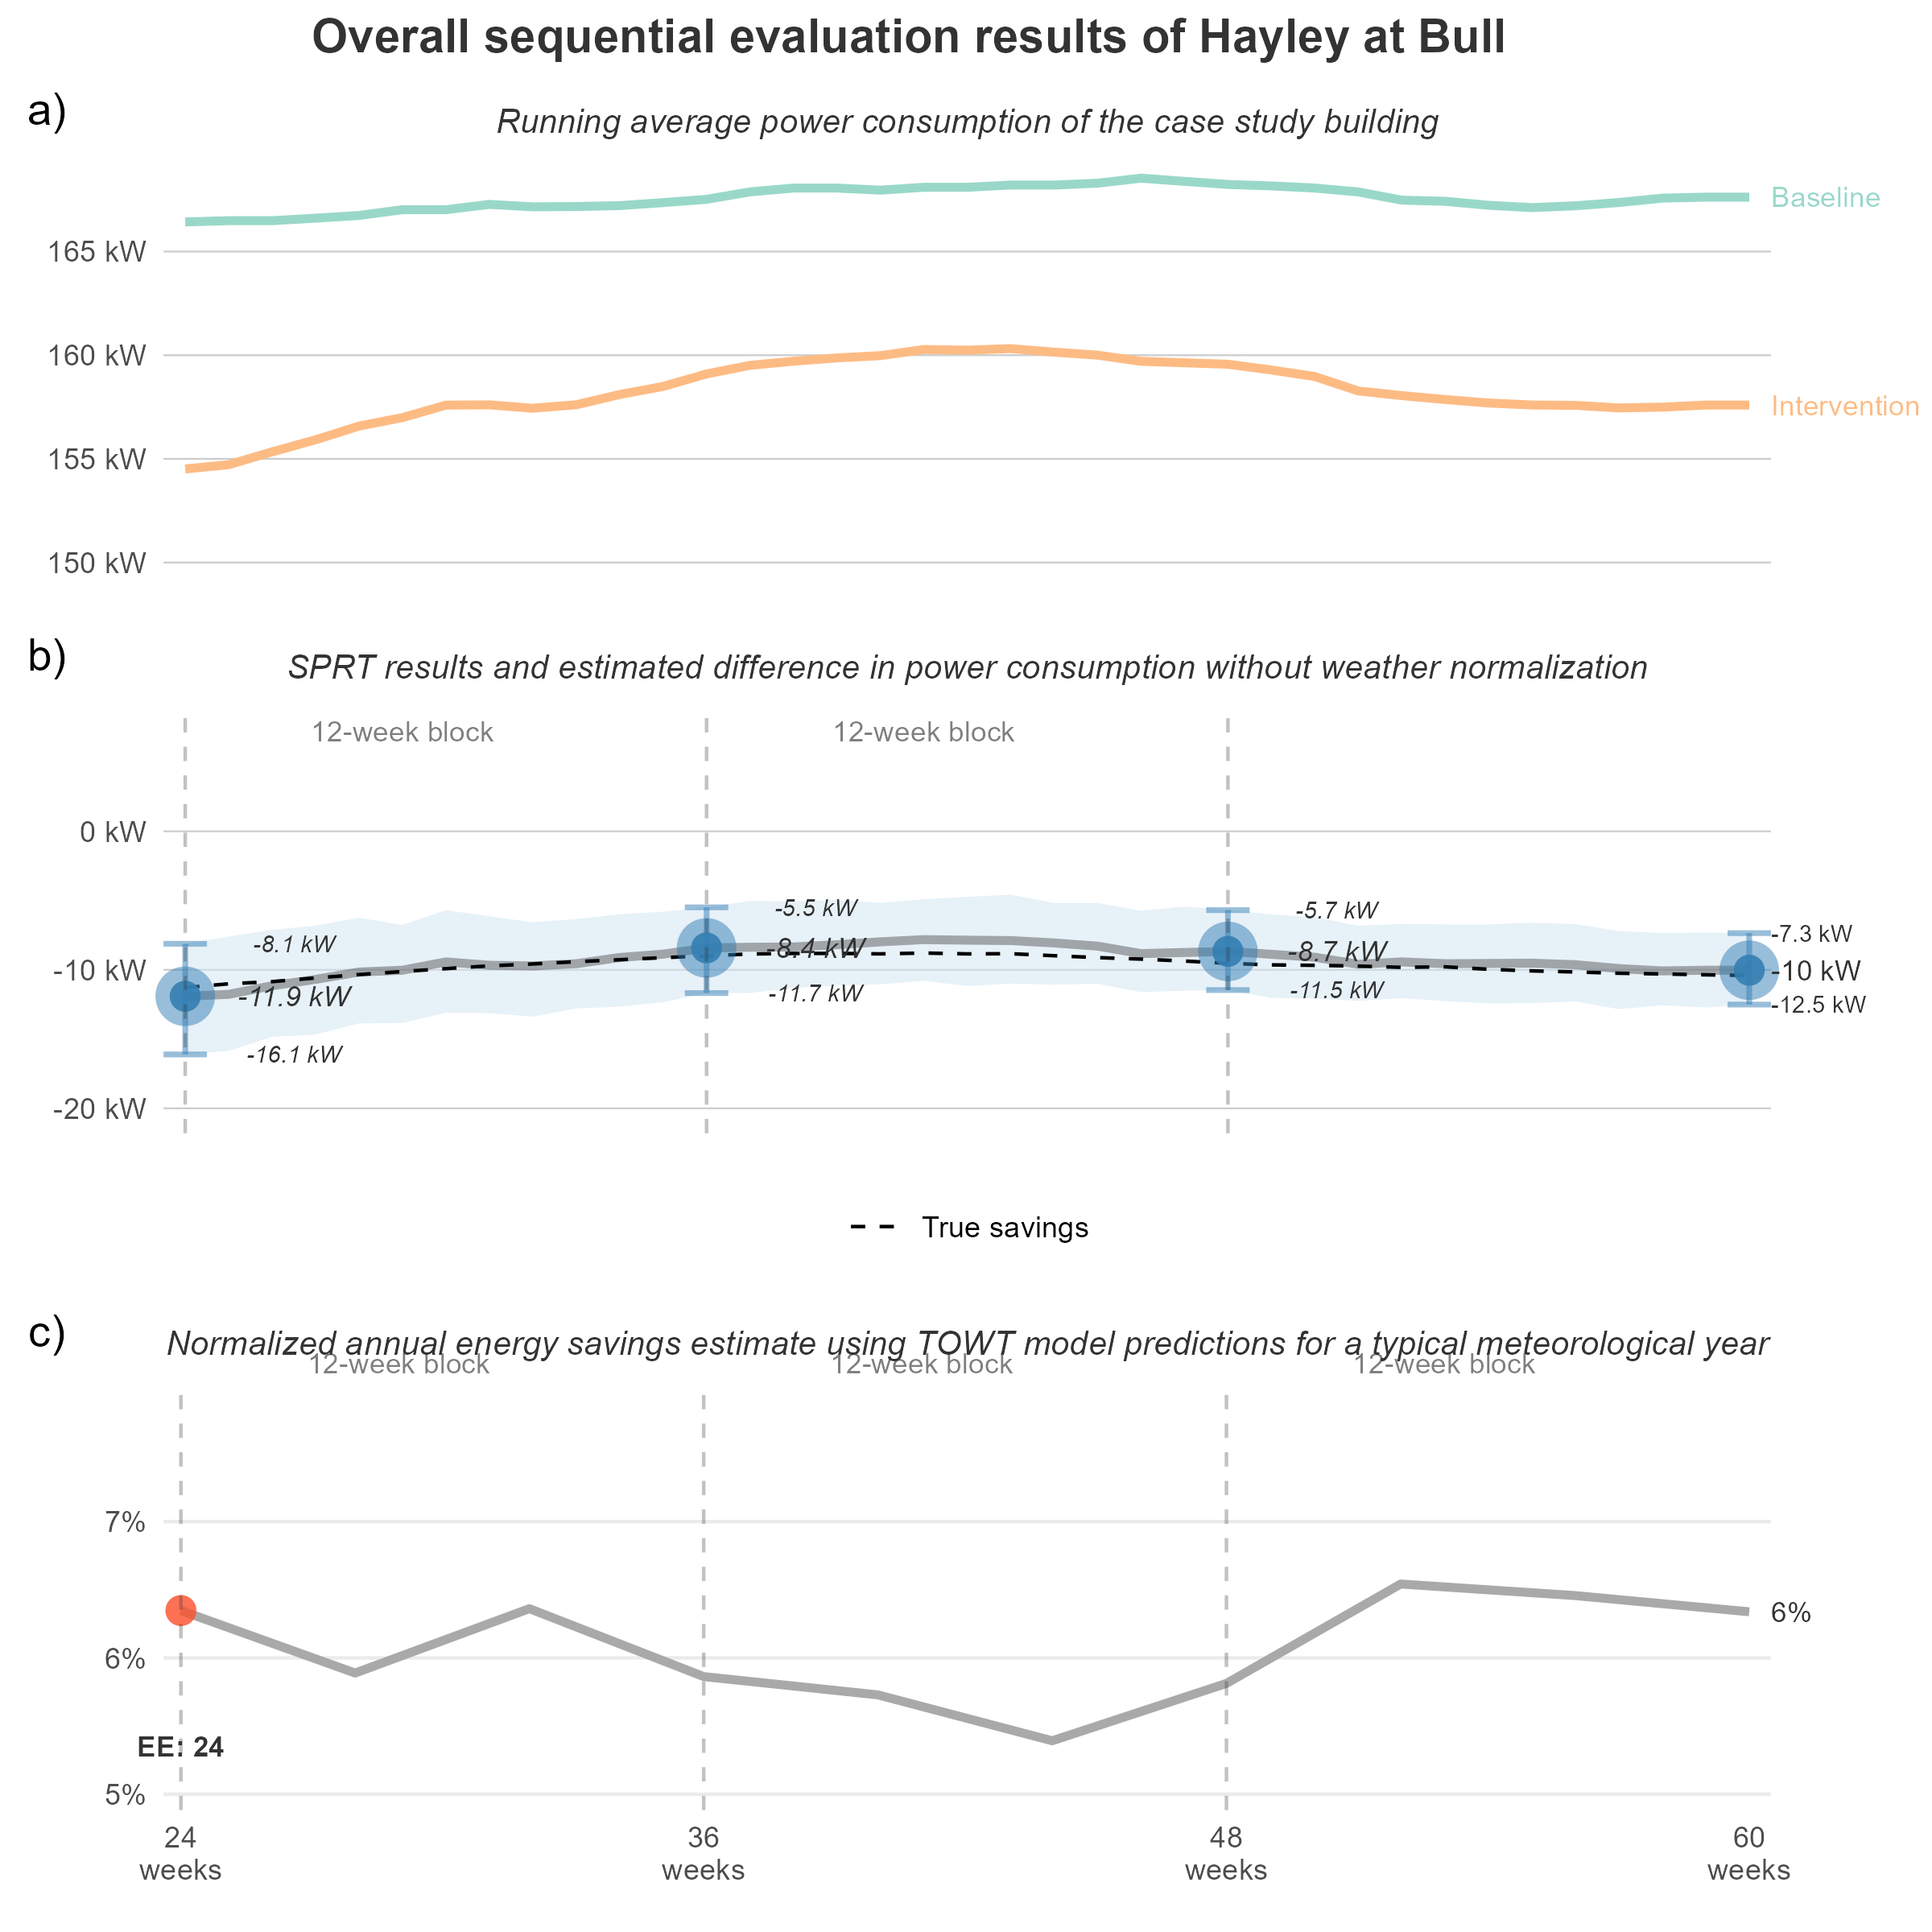 Overall sequential evaluation results of Hayley at Bull
a)
Running average power consumption of the case study building
Baseline
165 kW
160 kW
Intervention
155 kW
150 kW
b)
SPRT results and estimated difference in power consumption without weather normalization
12-week block
12-week block
0 kW
-5.5 kW
-5.7 kW
-8.1 kW
-7.3 kW
-8.4 kW
-8.7 kW
-10 kW
-10 kW
-11.9 kW
-11.7 kW
-11.5 kW
-12.5 kW
-16.1 kW
-20 kW
True savings
c)
Normalized annual energy savings estimate using TOWT model predictions for a typical meteorological year
12-week block
12-week block
12-week block
7%
6%
6%
EE: 24
5%
24
weeks
36
weeks
48
weeks
60
weeks